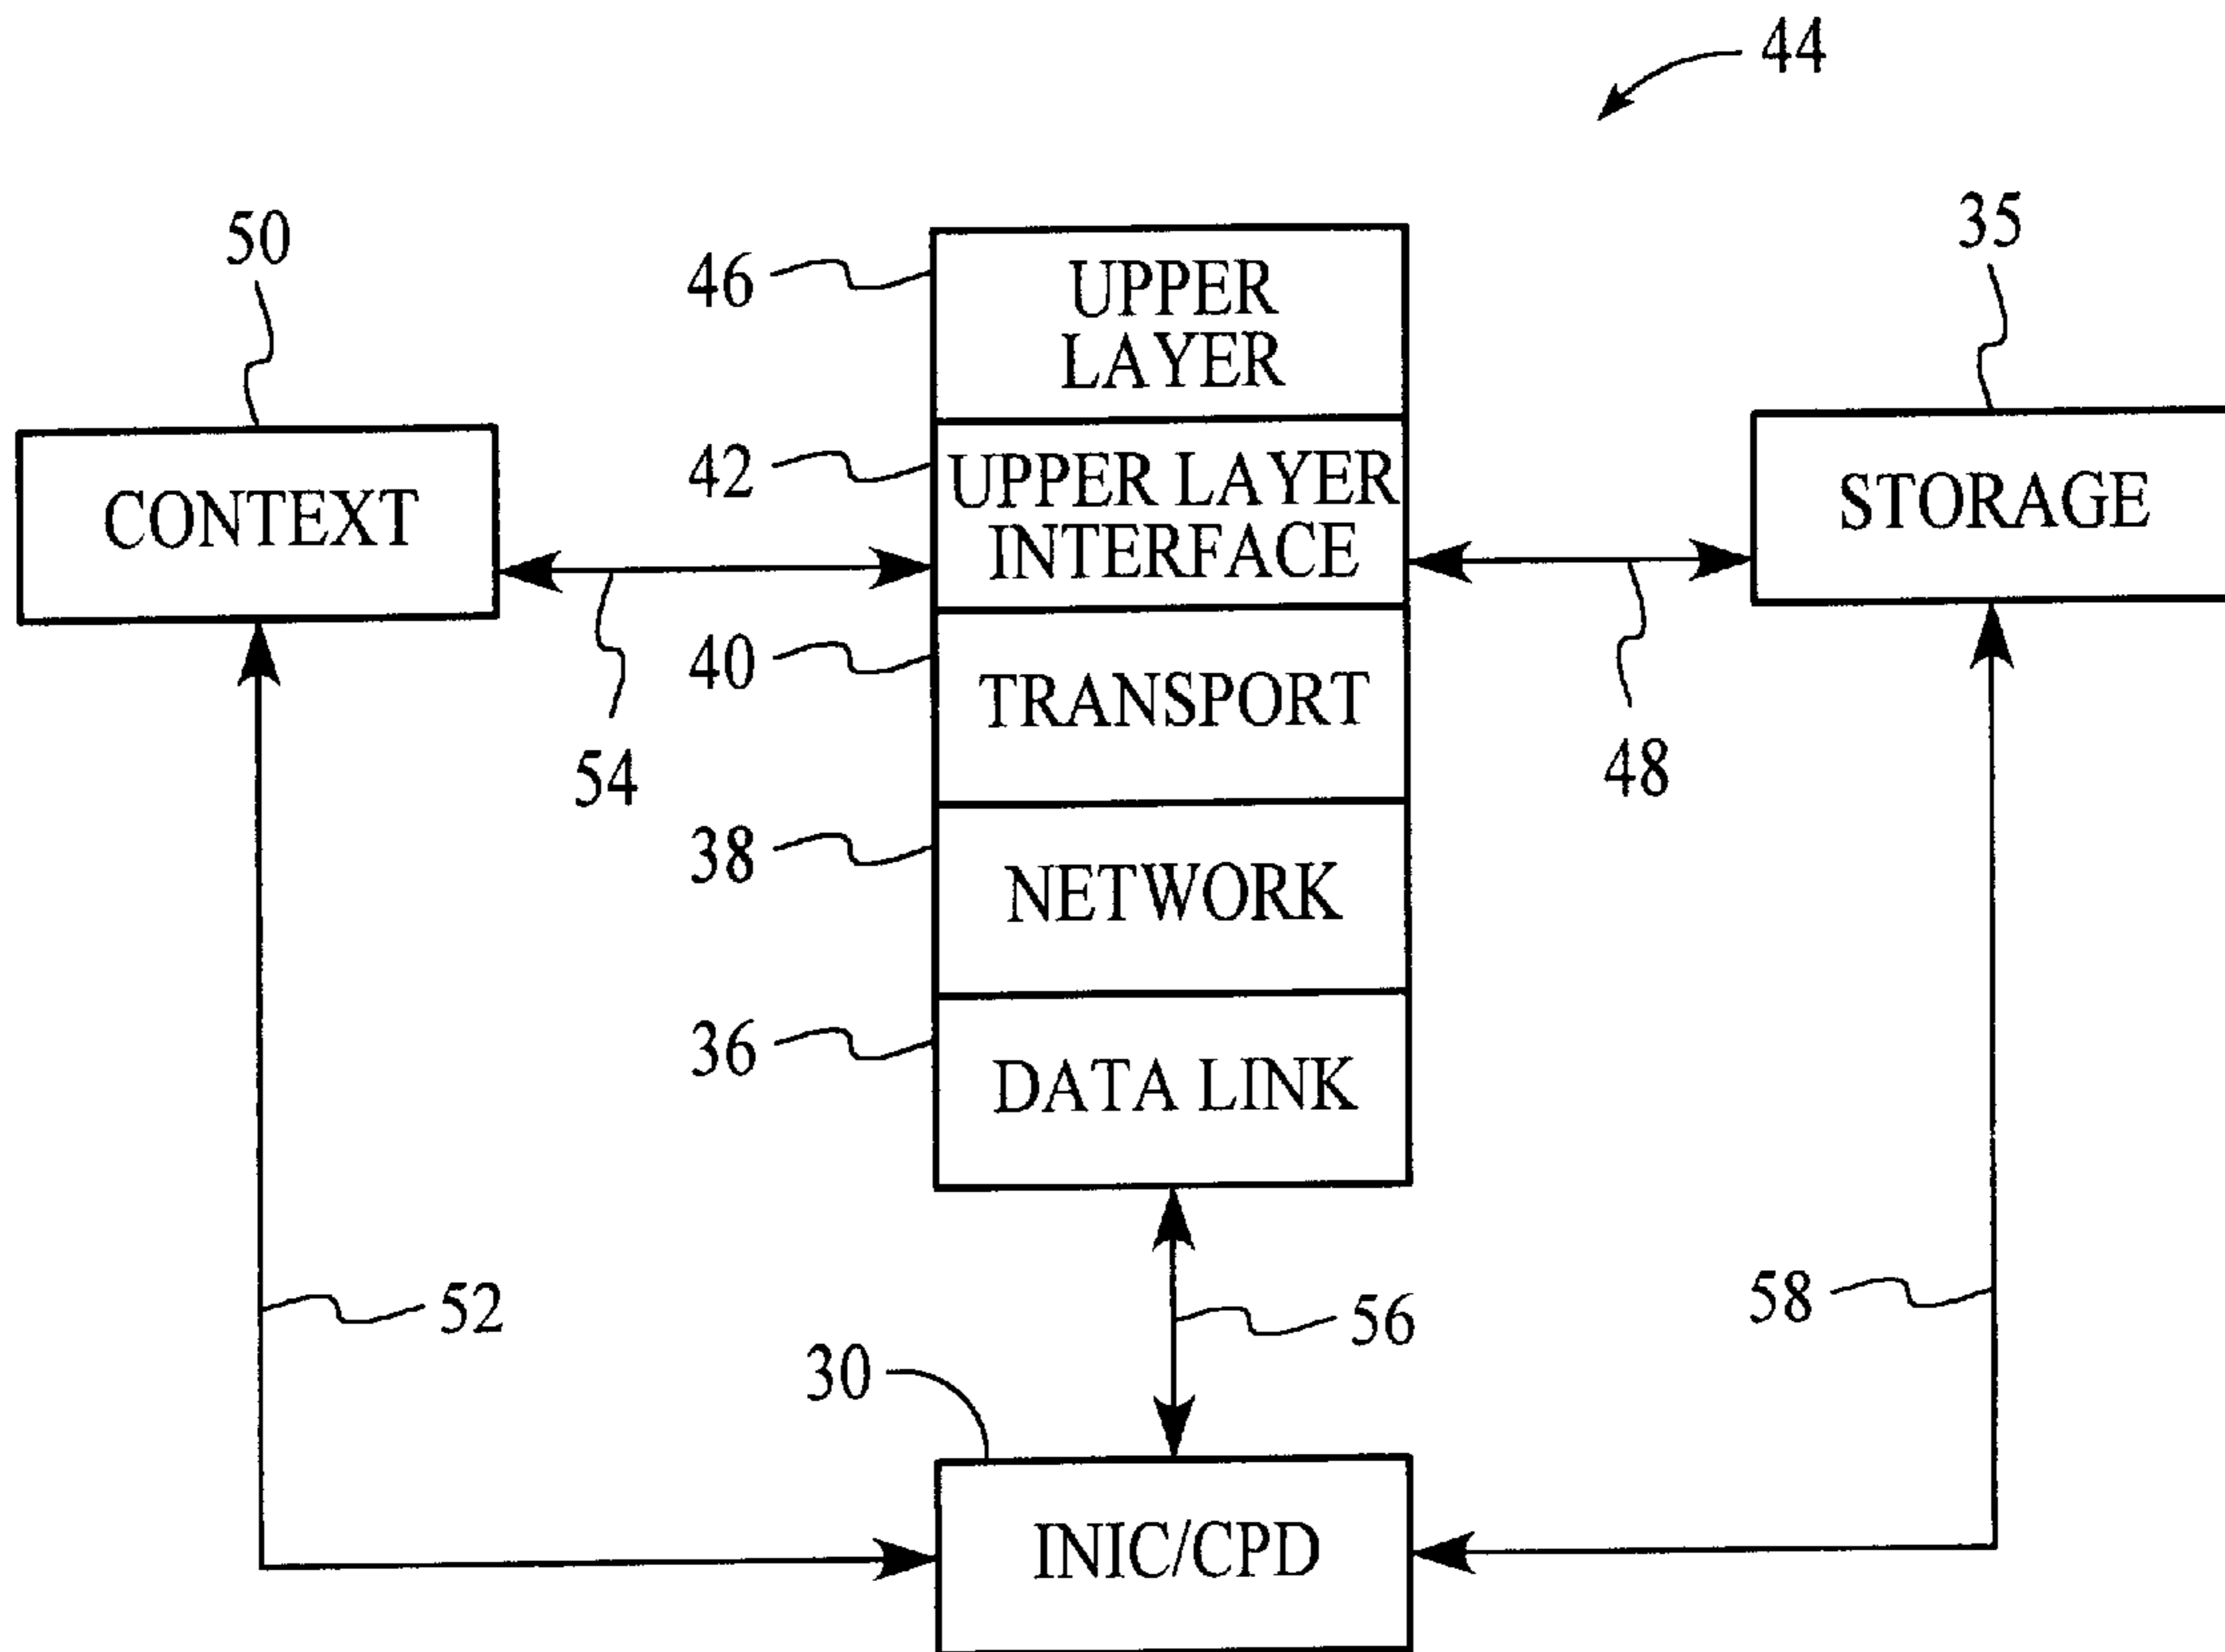 44
50
35
46
UPPER
LAYER
42
UPPER LAYER
INTERFACE
CONTEXT
STORAGE
40
TRANSPORT
54
48
38
NETWORK
36
DATA LINK
52
56
58
30
INIC/CPD